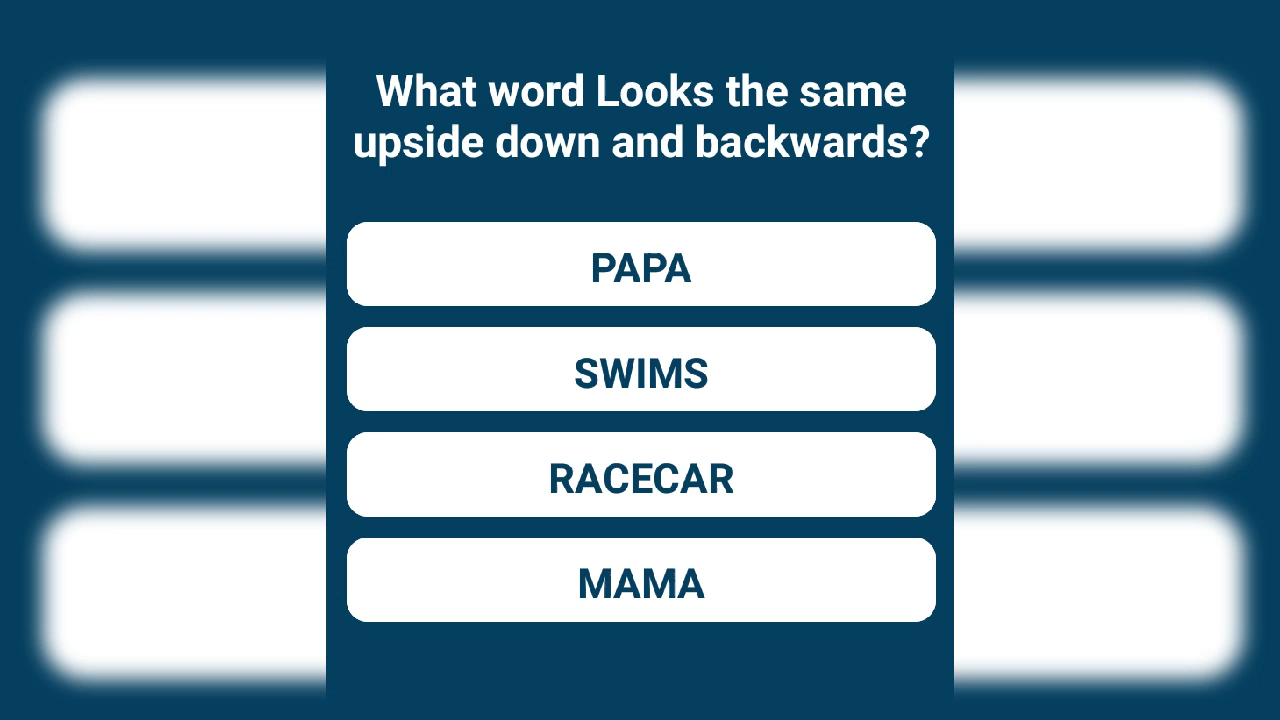 What word Looks the same
upside down and backwards?
PAPA
SWIMS
RACECAR
MAMA